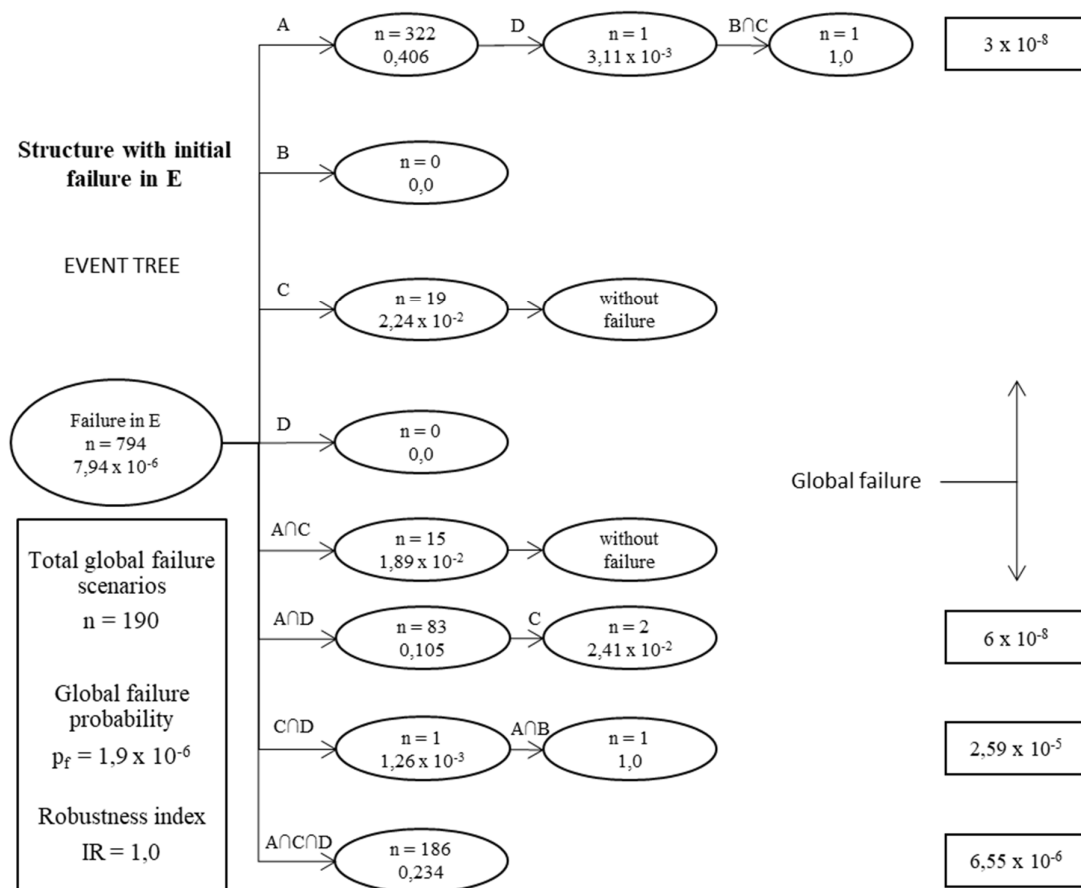 A
n = 322
0,406
D
n = 1
3,11 x 10⁻³
B∩C
n = 1
1,0
3 x 10⁻⁸
Structure with initial
failure in E
B
n = 0
0,0
EVENT TREE
C
n = 19
2,24 x 10⁻²
without
failure
Failure in E
n = 794
7,94 x 10⁻⁶
D
n = 0
0,0
Global failure
Total global failure
scenarios
n = 190
Global failure
probability
p_f = 1,9 x 10⁻⁶
Robustness index
IR = 1,0
A∩C
n = 15
1,89 x 10⁻²
without
failure
A∩D
n = 83
0,105
C
n = 2
2,41 x 10⁻²
6 x 10⁻⁸
C∩D
n = 1
1,26 x 10⁻³
A∩B
n = 1
1,0
2,59 x 10⁻⁵
A∩C∩D
n = 186
0,234
6,55 x 10⁻⁶